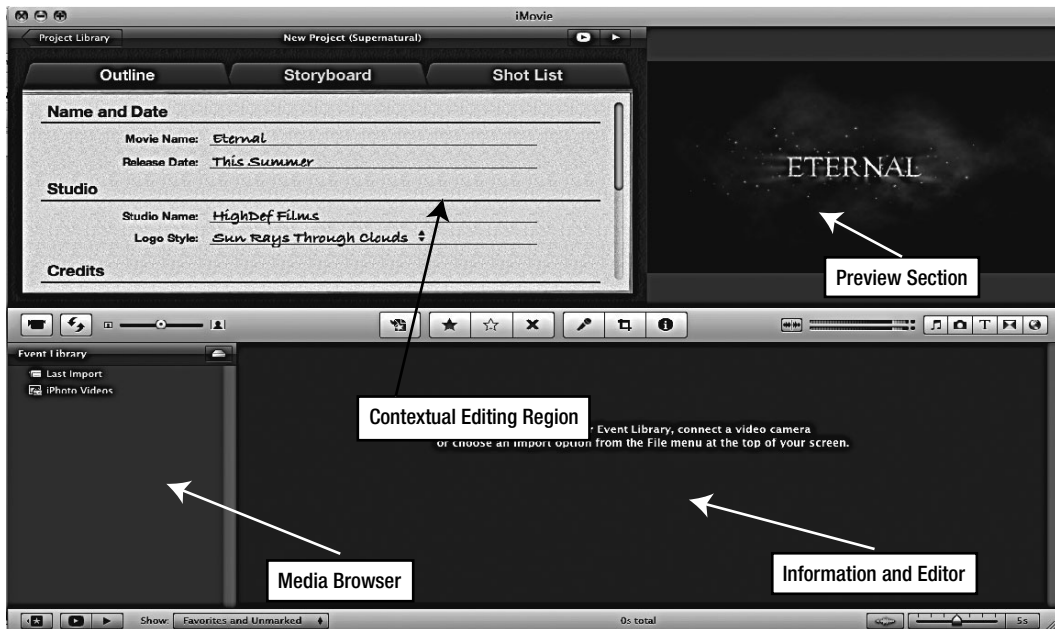 iMovie
Project Library
New Project (Supernatural)
Outline
Storyboard
Shot List
Name and Date
Movie Name: Eternal
Release Date: This Summer
Studio
Studio Name: HighDef Films
Logo Style: Sun Rays Through Clouds
Credits
ETERNAL
Preview Section
Event Library
Last Import
iPhoto Videos
Contextual Editing Region
Event Library, connect a video camera
or choose an import option from the File menu at the top of your screen.
Media Browser
Information and Editor
Show: Favorites and Unmarked
0s total
5s